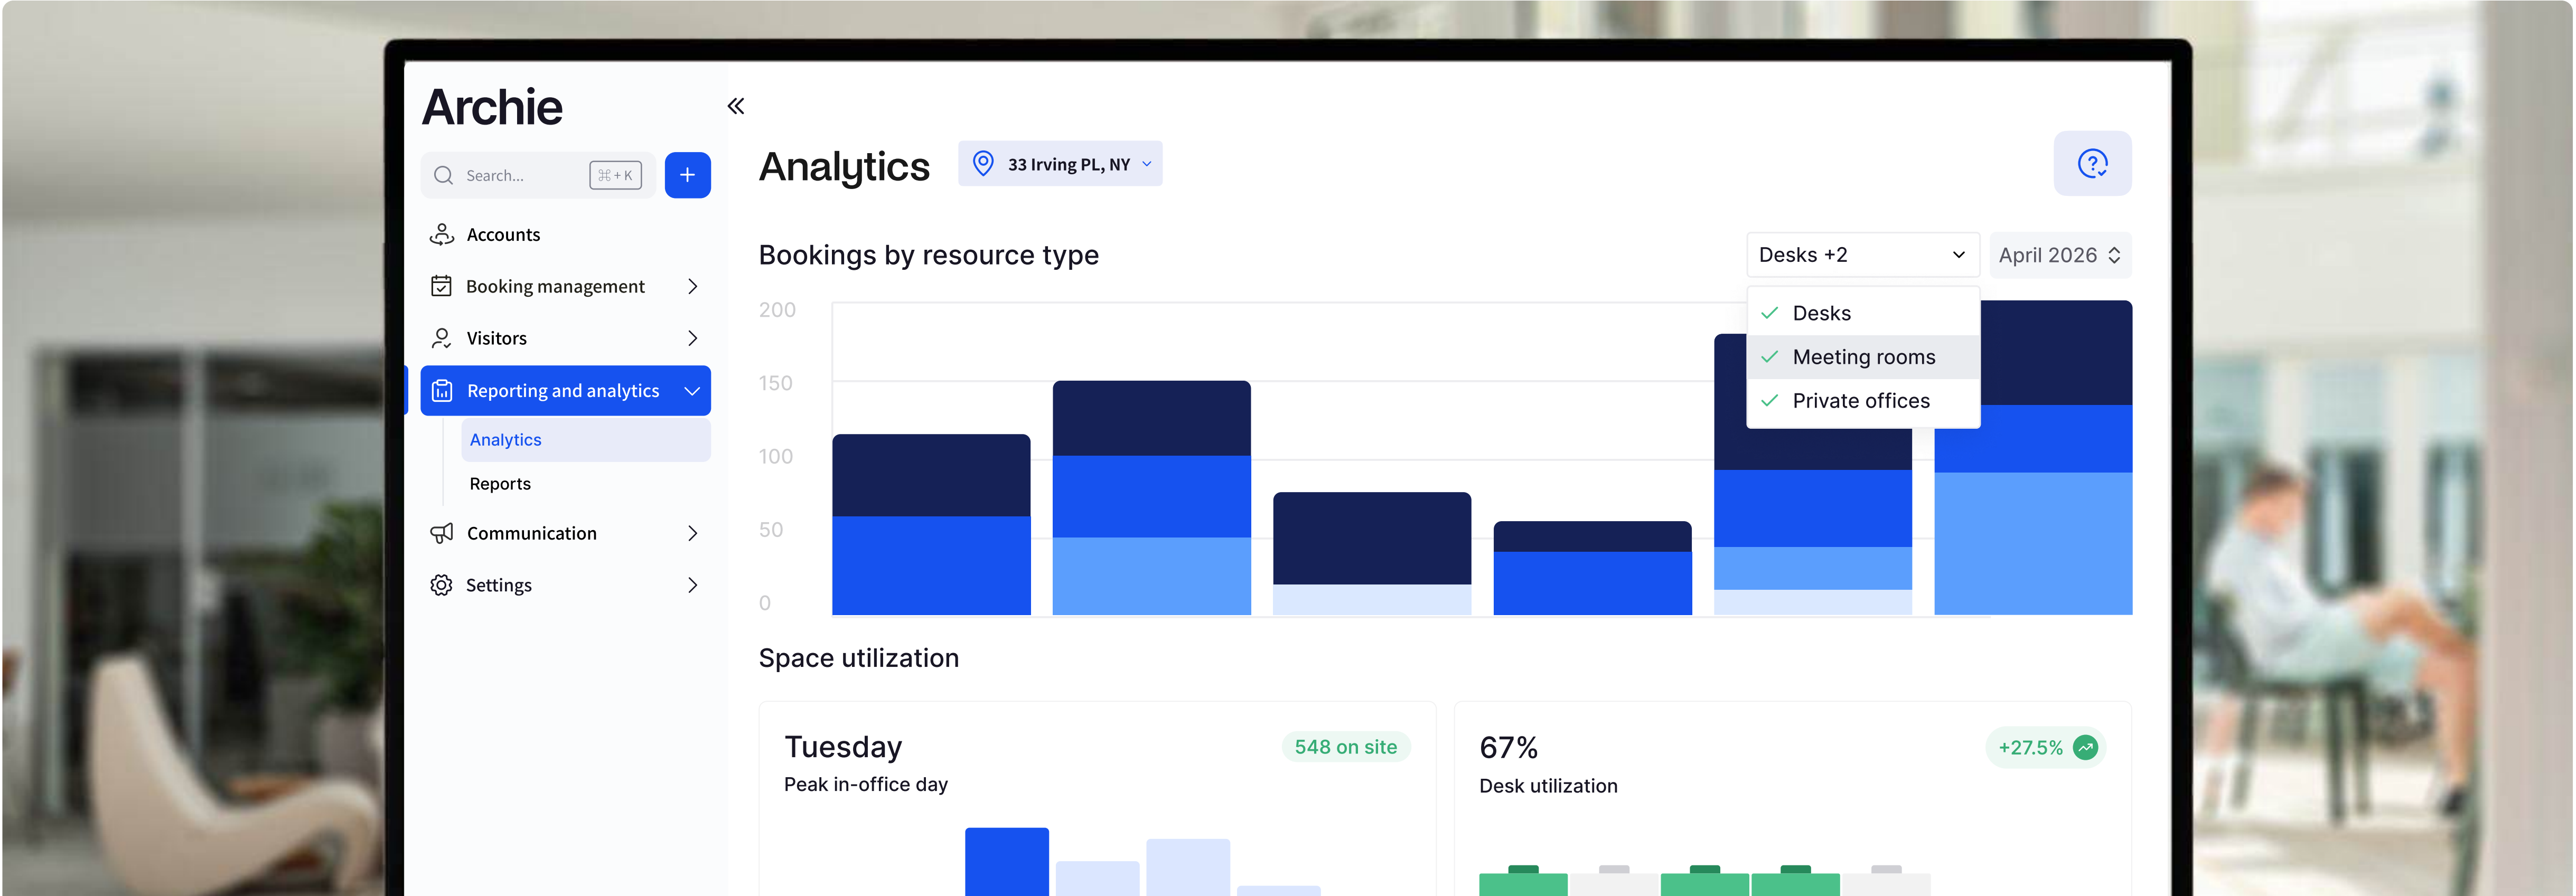 Archie
Search...
⌘+K
Accounts
Booking management
Visitors
Reporting and analytics
Analytics
Reports
Communication
Settings
Analytics
33 Irving PL, NY
Bookings by resource type
Desks +2
April 2026
Desks
Meeting rooms
Private offices
200
150
100
50
0
Space utilization
Tuesday
548 on site
Peak in-office day
67%
+27.5%
Desk utilization